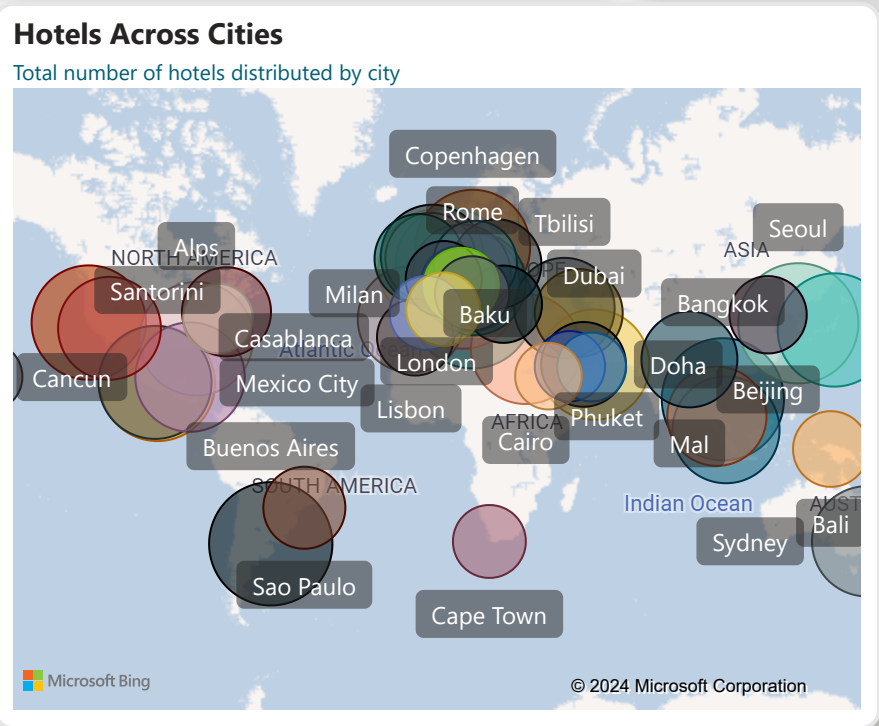 Hotels Across Cities
Total number of hotels distributed by city
Copenhagen
Rome
Tbilisi
Seoul
Alps
NORTH AMERICA
ASIA
Santorini
Milan
Dubai
Bangkok
Baku
Casablanca
Atlantic
London
Doha
Cancun
Mexico City
Beijing
Lisbon
AFRICA
Phuket
Cairo
Mal
Buenos Aires
SOUTH AMERICA
Indian Ocean
AUST
Bali
Sydney
Sao Paulo
Cape Town
Microsoft Bing
© 2024 Microsoft Corporation